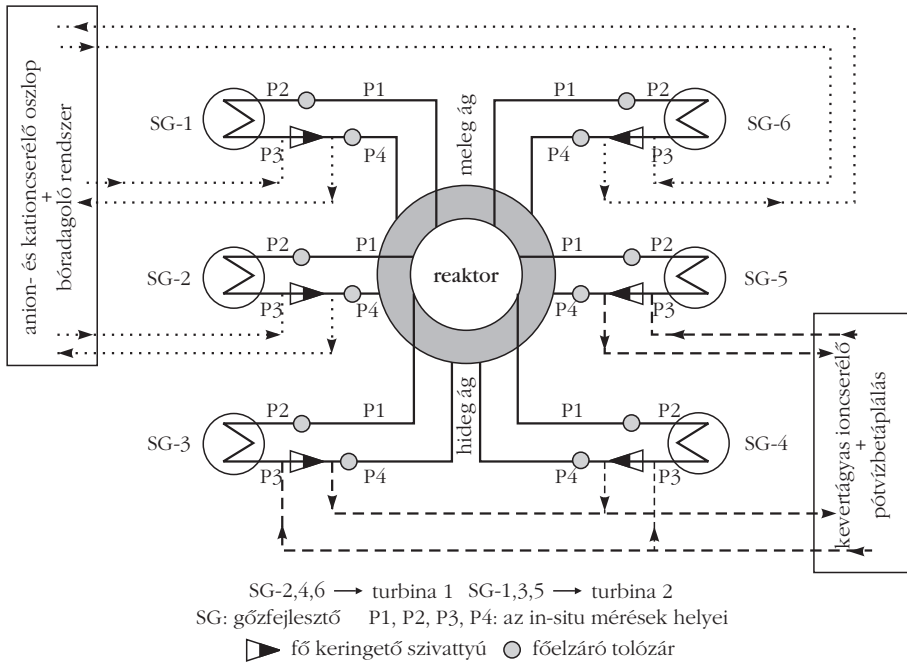 anion- és kationcserélő oszlop
+
bóradagoló rendszer
SG-1
P2
P1
P3
P4
meleg ág
P1
P2
SG-6
P4
P3
SG-2
P2
P1
P3
P4
reaktor
P1
P2
SG-5
P4
P3
SG-3
P2
P1
P3
P4
hideg ág
P1
P2
SG-4
P4
P3
kevertágyas ioncserélő
+
pótvízbetáplálás
SG-2,4,6 → turbina 1 SG-1,3,5 → turbina 2
SG: gőzfejlesztő P1, P2, P3, P4: az in-situ mérések helyei
fő keringető szivattyú főelzáró tolózár